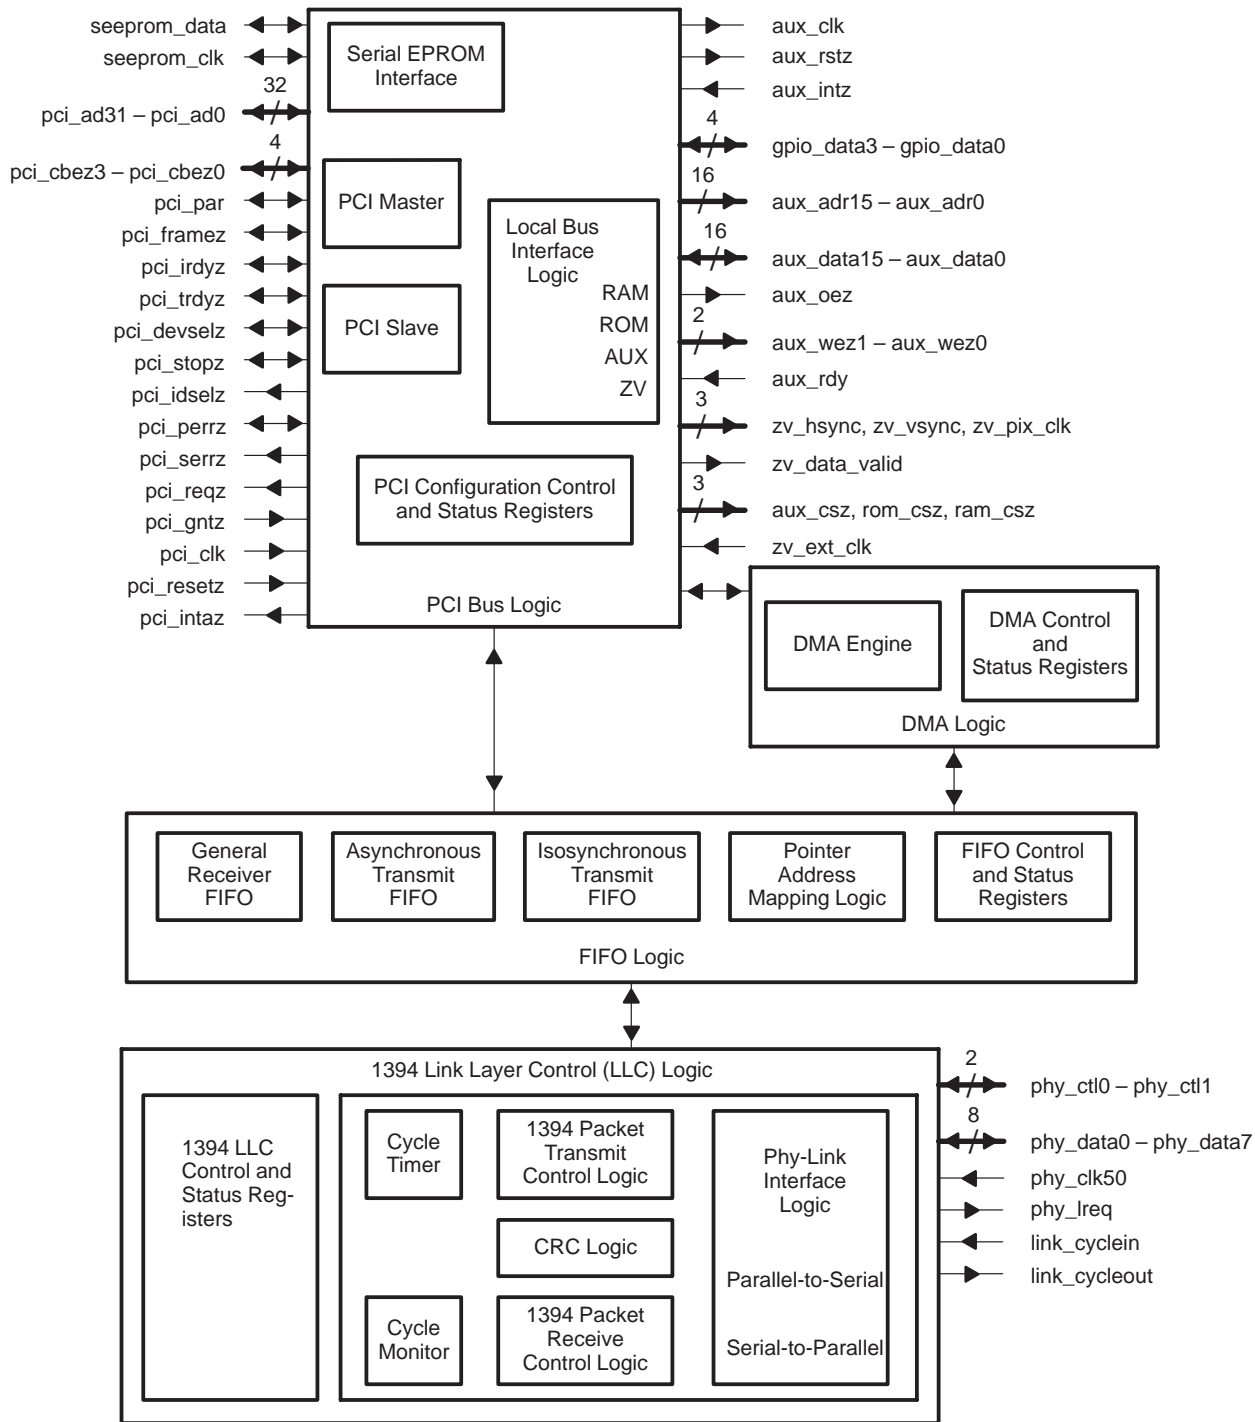 seeprom_data
seeprom_clk
32
pci_ad31 – pci_ad0
4
pci_cbez3 – pci_cbez0
pci_par
pci_framez
pci_irdyz
pci_trdyz
pci_devselz
pci_stopz
pci_idselz
pci_perrz
pci_serrz
pci_reqz
pci_gntz
pci_clk
pci_resetz
pci_intaz
Serial EPROM
Interface
PCI Master
PCI Slave
Local Bus
Interface
Logic
RAM
ROM
AUX
ZV
PCI Configuration Control
and Status Registers
PCI Bus Logic
aux_clk
aux_rstz
aux_intz
4
gpio_data3 – gpio_data0
16
aux_adr15 – aux_adr0
16
aux_data15 – aux_data0
aux_oez
2
aux_wez1 – aux_wez0
aux_rdy
3
zv_hsync, zv_vsync, zv_pix_clk
zv_data_valid
3
aux_csz, rom_csz, ram_csz
zv_ext_clk
DMA Engine
DMA Control
and
Status Registers
DMA Logic
General
Receiver
FIFO
Asynchronous
Transmit
FIFO
Isosynchronous
Transmit
FIFO
Pointer
Address
Mapping Logic
FIFO Control
and Status
Registers
FIFO Logic
1394 Link Layer Control (LLC) Logic
1394 LLC
Control and
Status Reg-
isters
Cycle
Timer
1394 Packet
Transmit
Control Logic
CRC Logic
Cycle
Monitor
1394 Packet
Receive
Control Logic
Phy-Link
Interface
Logic
Parallel-to-Serial
Serial-to-Parallel
2
phy_ctl0 – phy_ctl1
8
phy_data0 – phy_data7
phy_clk50
phy_lreq
link_cyclein
link_cycleout